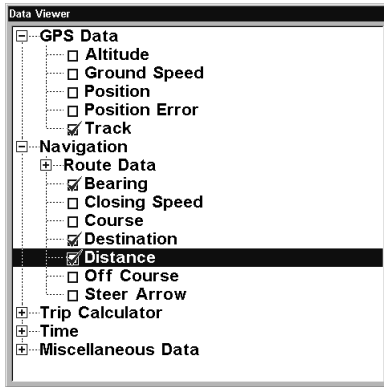 Data Viewer
GPS Data
Altitude
Ground Speed
Position
Position Error
Track
Navigation
Route Data
Bearing
Closing Speed
Course
Destination
Distance
Off Course
Steer Arrow
Trip Calculator
Time
Miscellaneous Data